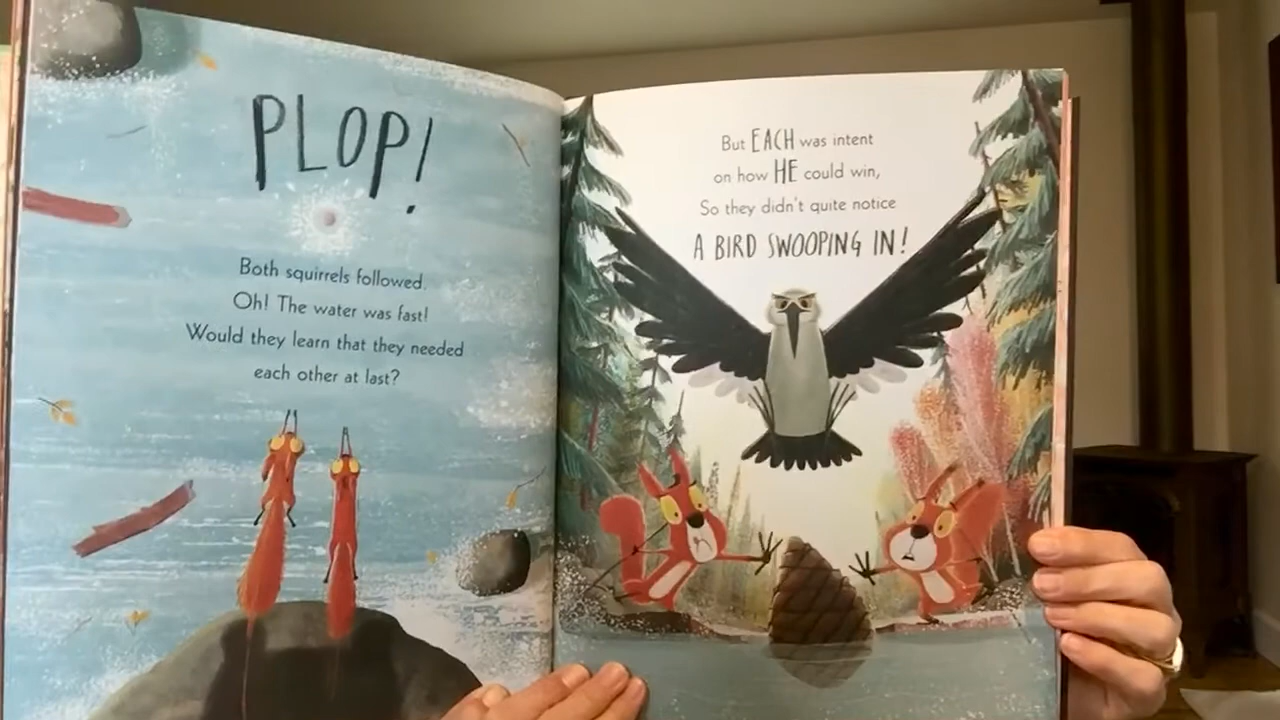 PLOP!
Both squirrels followed.
Oh! The water was fast!
Would they learn that they needed
each other at last?
But EACH was intent
on how HE could win,
So they didn't quite notice
A BIRD SWOOPING IN!